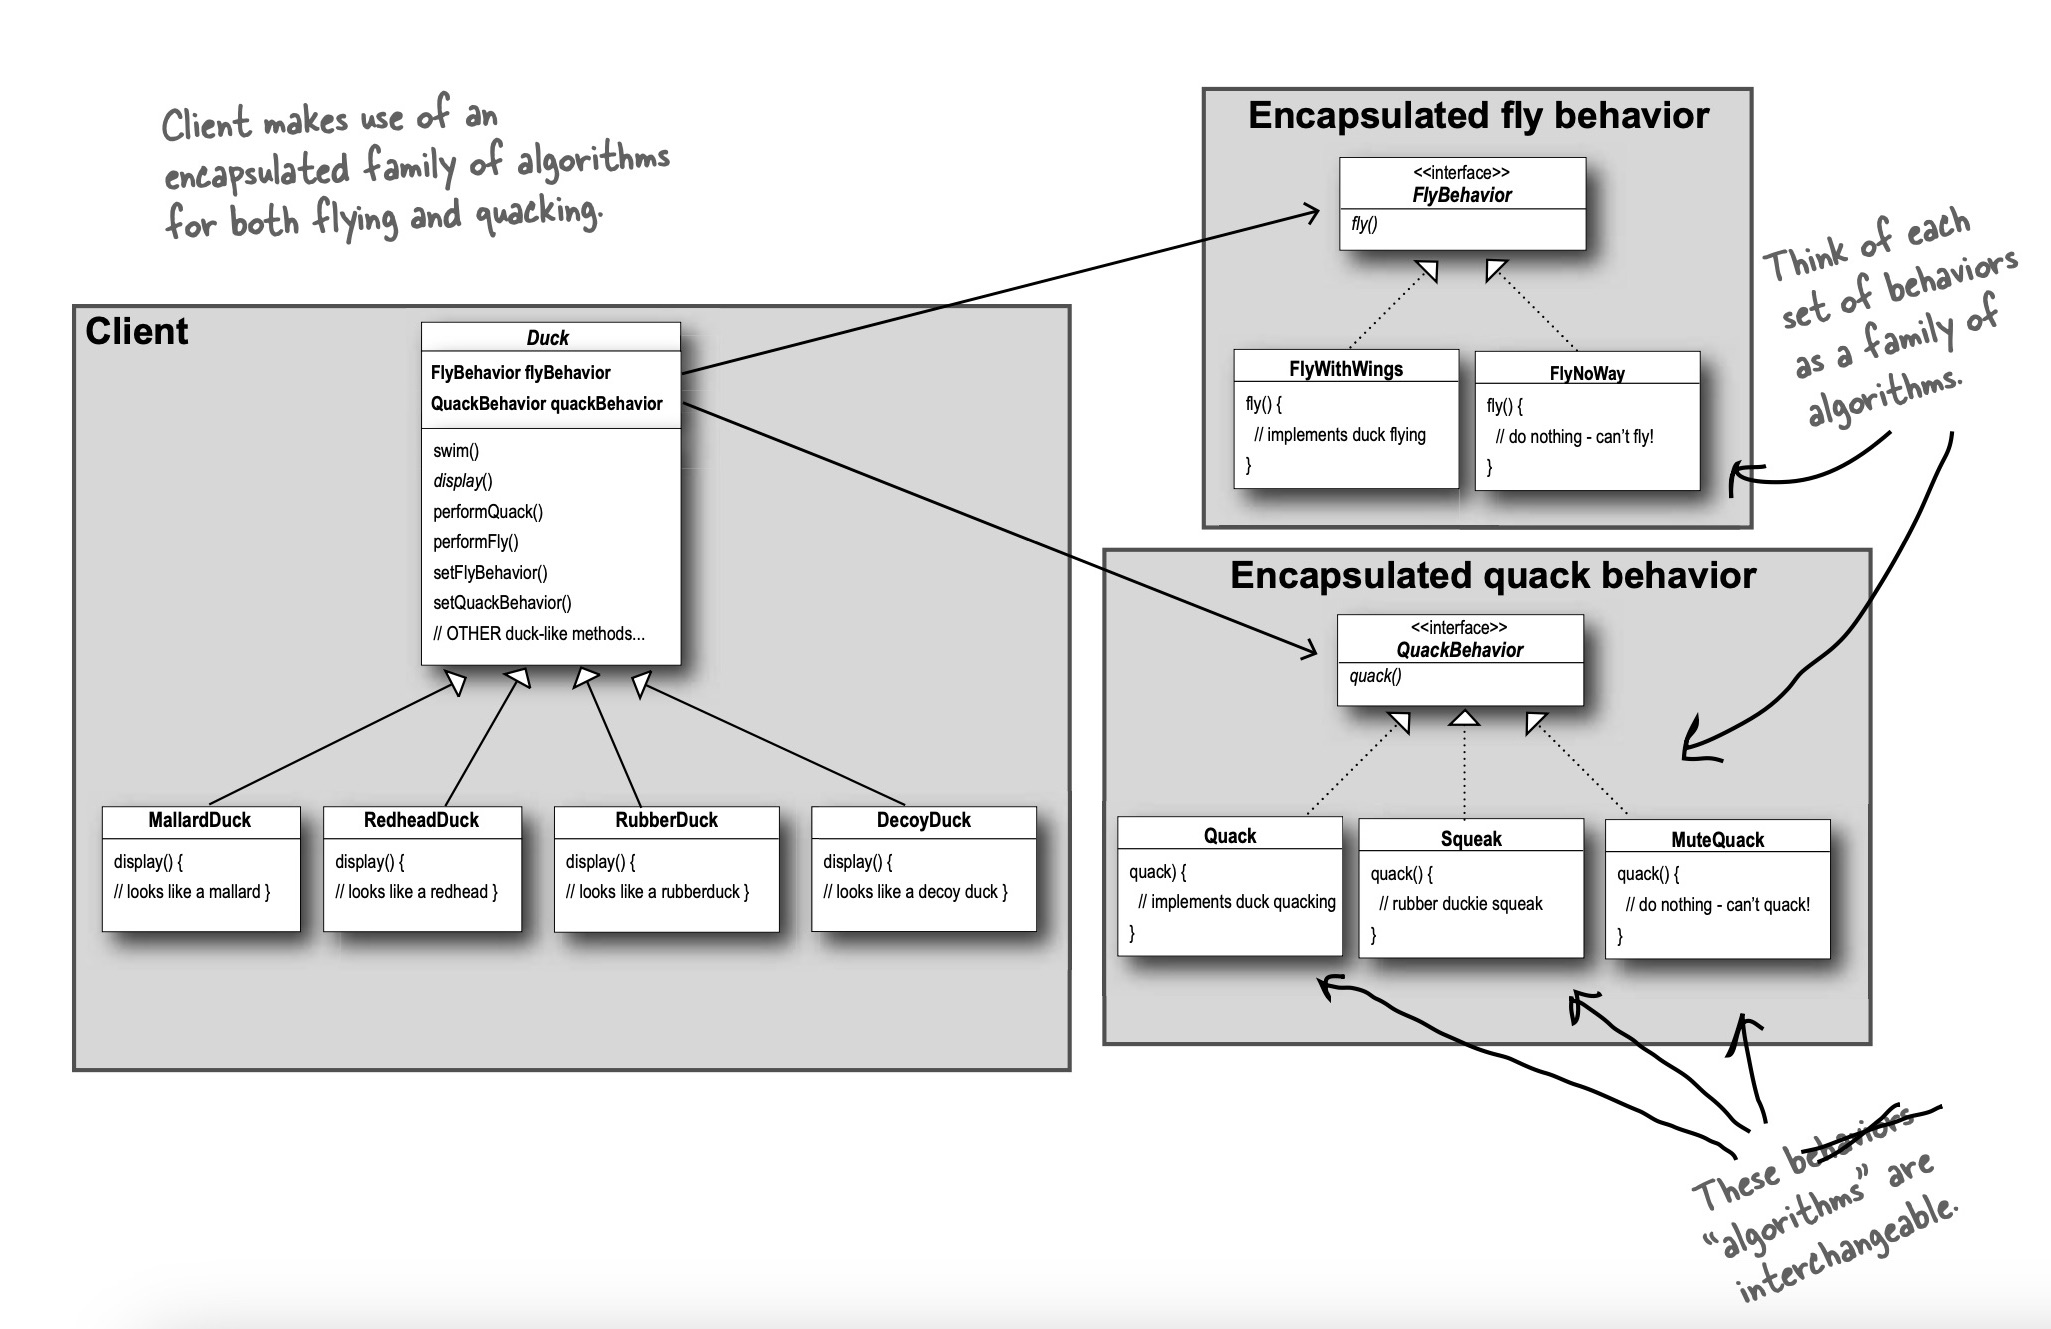 Client makes use of an
encapsulated family of algorithms
for both flying and quacking.
Client
Duck
FlyBehavior flyBehavior
QuackBehavior quackBehavior
swim()
display()
performQuack()
performFly()
setFlyBehavior()
setQuackBehavior()
// OTHER duck-like methods...
MallardDuck
display() {
// looks like a mallard }
RedheadDuck
display() {
// looks like a redhead }
RubberDuck
display() {
// looks like a rubberduck }
DecoyDuck
display() {
// looks like a decoy duck }
Encapsulated fly behavior
<<interface>>
FlyBehavior
fly()
FlyWithWings
fly() {
// implements duck flying
}
FlyNoWay
fly() {
// do nothing - can't fly!
}
Think of each
set of behaviors
as a family of
algorithms.
Encapsulated quack behavior
<<interface>>
QuackBehavior
quack()
Quack
quack) {
// implements duck quacking
}
Squeak
quack() {
// rubber duckie squeak
}
MuteQuack
quack() {
// do nothing - can't quack!
}
These behaviors
“algorithms” are
interchangeable.